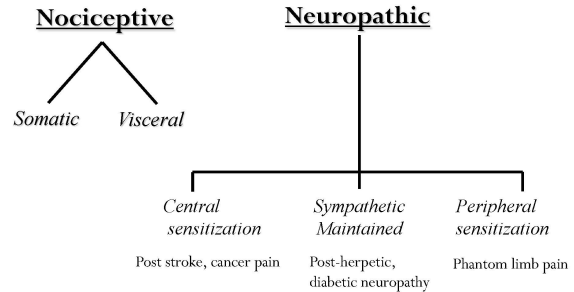 Nociceptive
Neuropathic
Somatic
Visceral
Central
sensitization
Sympathetic
Maintained
Peripheral
sensitization
Post stroke, cancer pain
Post-herpetic,
diabetic neuropathy
Phantom limb pain